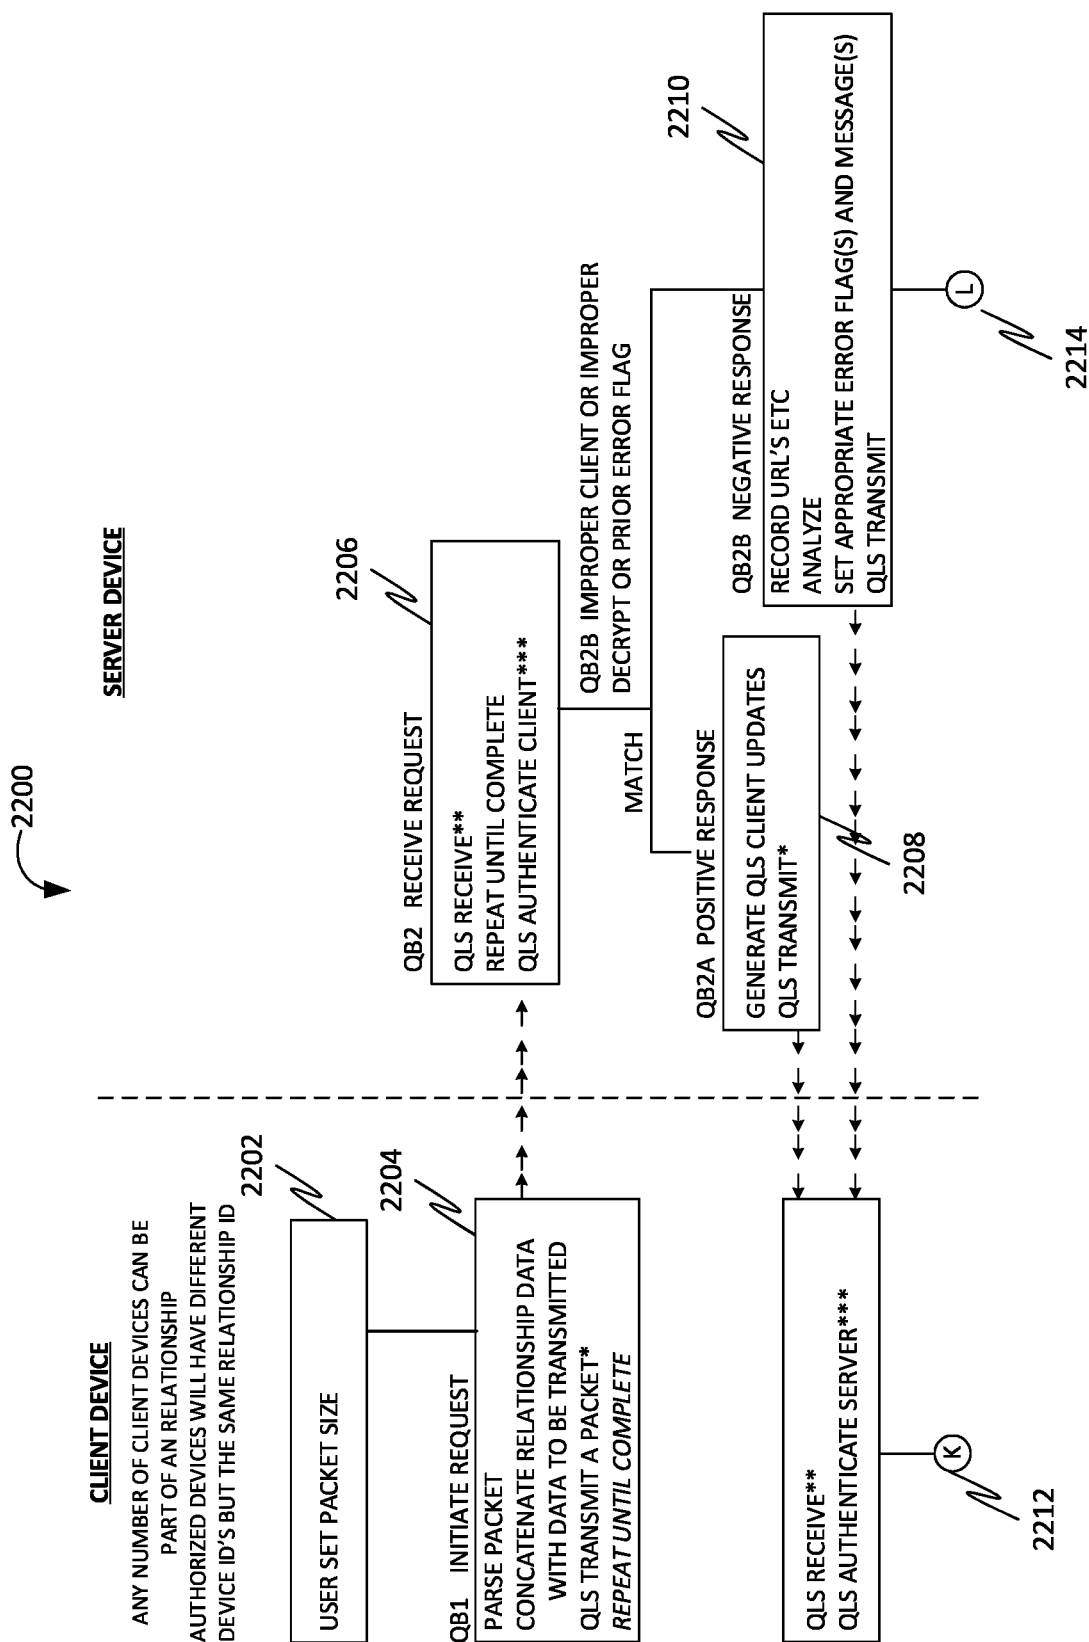 2200
CLIENT DEVICE
ANY NUMBER OF CLIENT DEVICES CAN BE
PART OF AN RELATIONSHIP
AUTHORIZED DEVICES WILL HAVE DIFFERENT
DEVICE ID'S BUT THE SAME RELATIONSHIP ID
SERVER DEVICE
2202
USER SET PACKET SIZE
2204
QB1 INITIATE REQUEST
PARSE PACKET
CONCATENATE RELATIONSHIP DATA
WITH DATA TO BE TRANSMITTED
QLS TRANSMIT A PACKET*
REPEAT UNTIL COMPLETE
2206
QB2 RECEIVE REQUEST
QLS RECEIVE**
REPEAT UNTIL COMPLETE
QLS AUTHENTICATE CLIENT***
QB2B IMPROPER CLIENT OR IMPROPER
DECRYPT OR PRIOR ERROR FLAG
MATCH
QB2A POSITIVE RESPONSE
GENERATE QLS CLIENT UPDATES
QLS TRANSMIT*
2208
2210
QB2B NEGATIVE RESPONSE
RECORD URL'S ETC
ANALYZE
SET APPROPRIATE ERROR FLAG(S) AND MESSAGE(S)
QLS TRANSMIT
QLS RECEIVE**
QLS AUTHENTICATE SERVER***
K
2212
L
2214